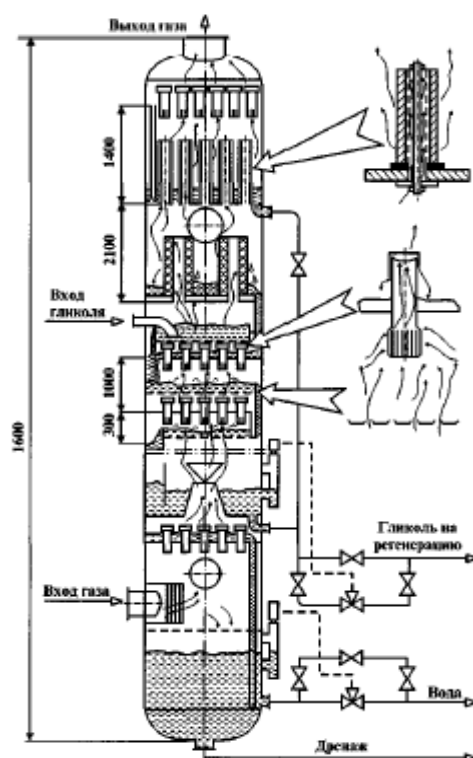 Выход газа
1400
2100
Вход
гликоля
1000
300
1600
Гликоль на
регенерацию
Вход газа
Вода
Дренаж